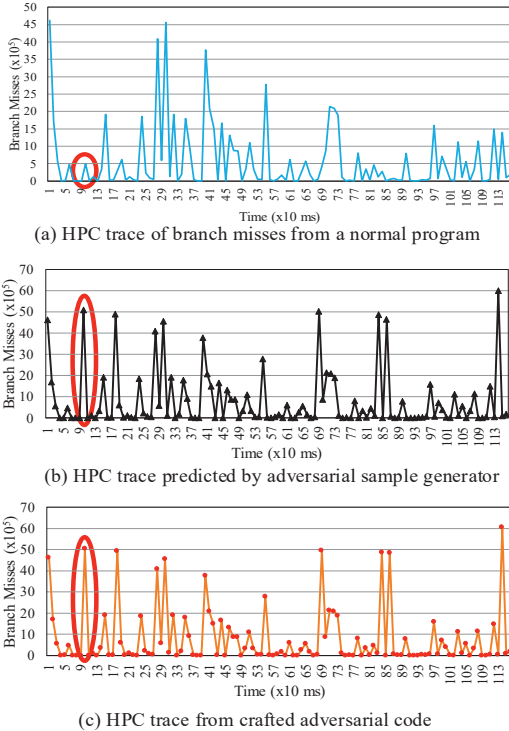 50
45
40
35
30
25
20
15
10
5
0
Branch Misses (x10⁵)
1 5 9 13 17 21 25 29 33 37 41 45 49 53 57 61 65 69 73 77 81 85 89 93 97 101 105 109 113
Time (x10 ms)
(a) HPC trace of branch misses from a normal program
70
60
50
40
30
20
10
0
Branch Misses (x10⁵)
1 5 9 13 17 21 25 29 33 37 41 45 49 53 57 61 65 69 73 77 81 85 89 93 97 101 105 109 113
Time (x10 ms)
(b) HPC trace predicted by adversarial sample generator
70
60
50
40
30
20
10
0
Branch Misses (x10⁵)
1 5 9 13 17 21 25 29 33 37 41 45 49 53 57 61 65 69 73 77 81 85 89 93 97 101 105 109 113
Time (x10 ms)
(c) HPC trace from crafted adversarial code